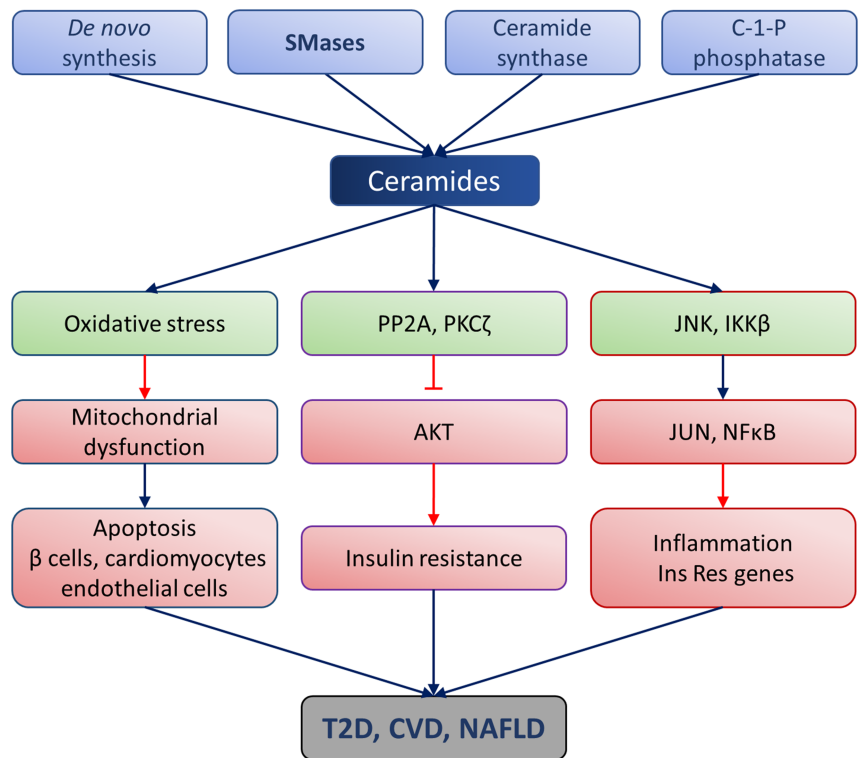 De novo
synthesis
SMases
Ceramide
synthase
C-1-P
phosphatase
Ceramides
Oxidative stress
PP2A, PKCζ
JNK, IKKβ
Mitochondrial
dysfunction
AKT
JUN, NFκB
Apoptosis
β cells, cardiomyocytes
endothelial cells
Insulin resistance
Inflammation
Ins Res genes
T2D, CVD, NAFLD